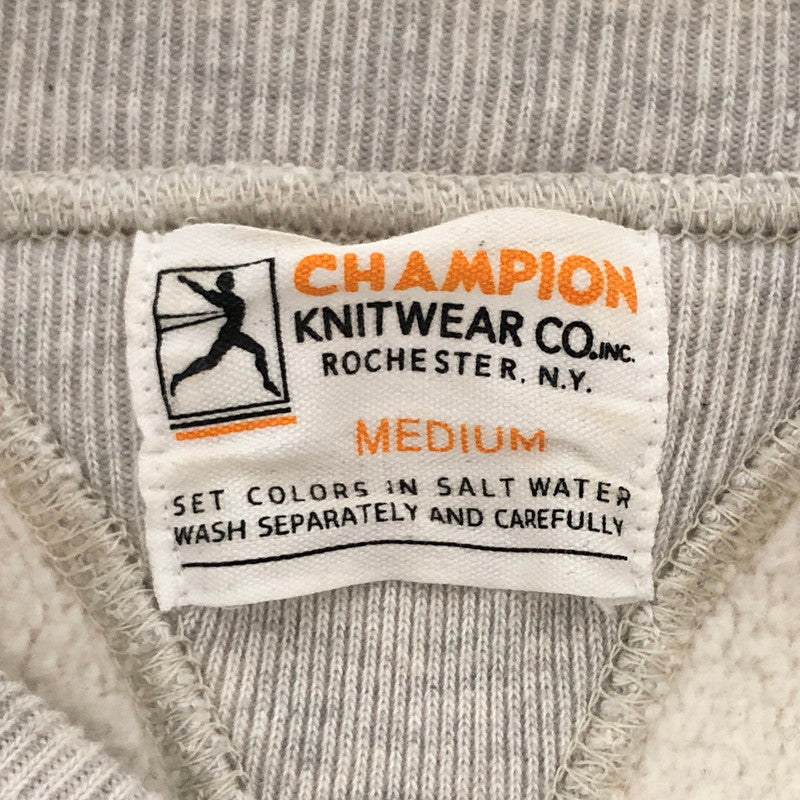 CHAMPION
KNITWEAR CO.INC.
ROCHESTER. N.Y.
MEDIUM
SET COLORS IN SALT WATER
WASH SEPARATELY AND CAREFULLY